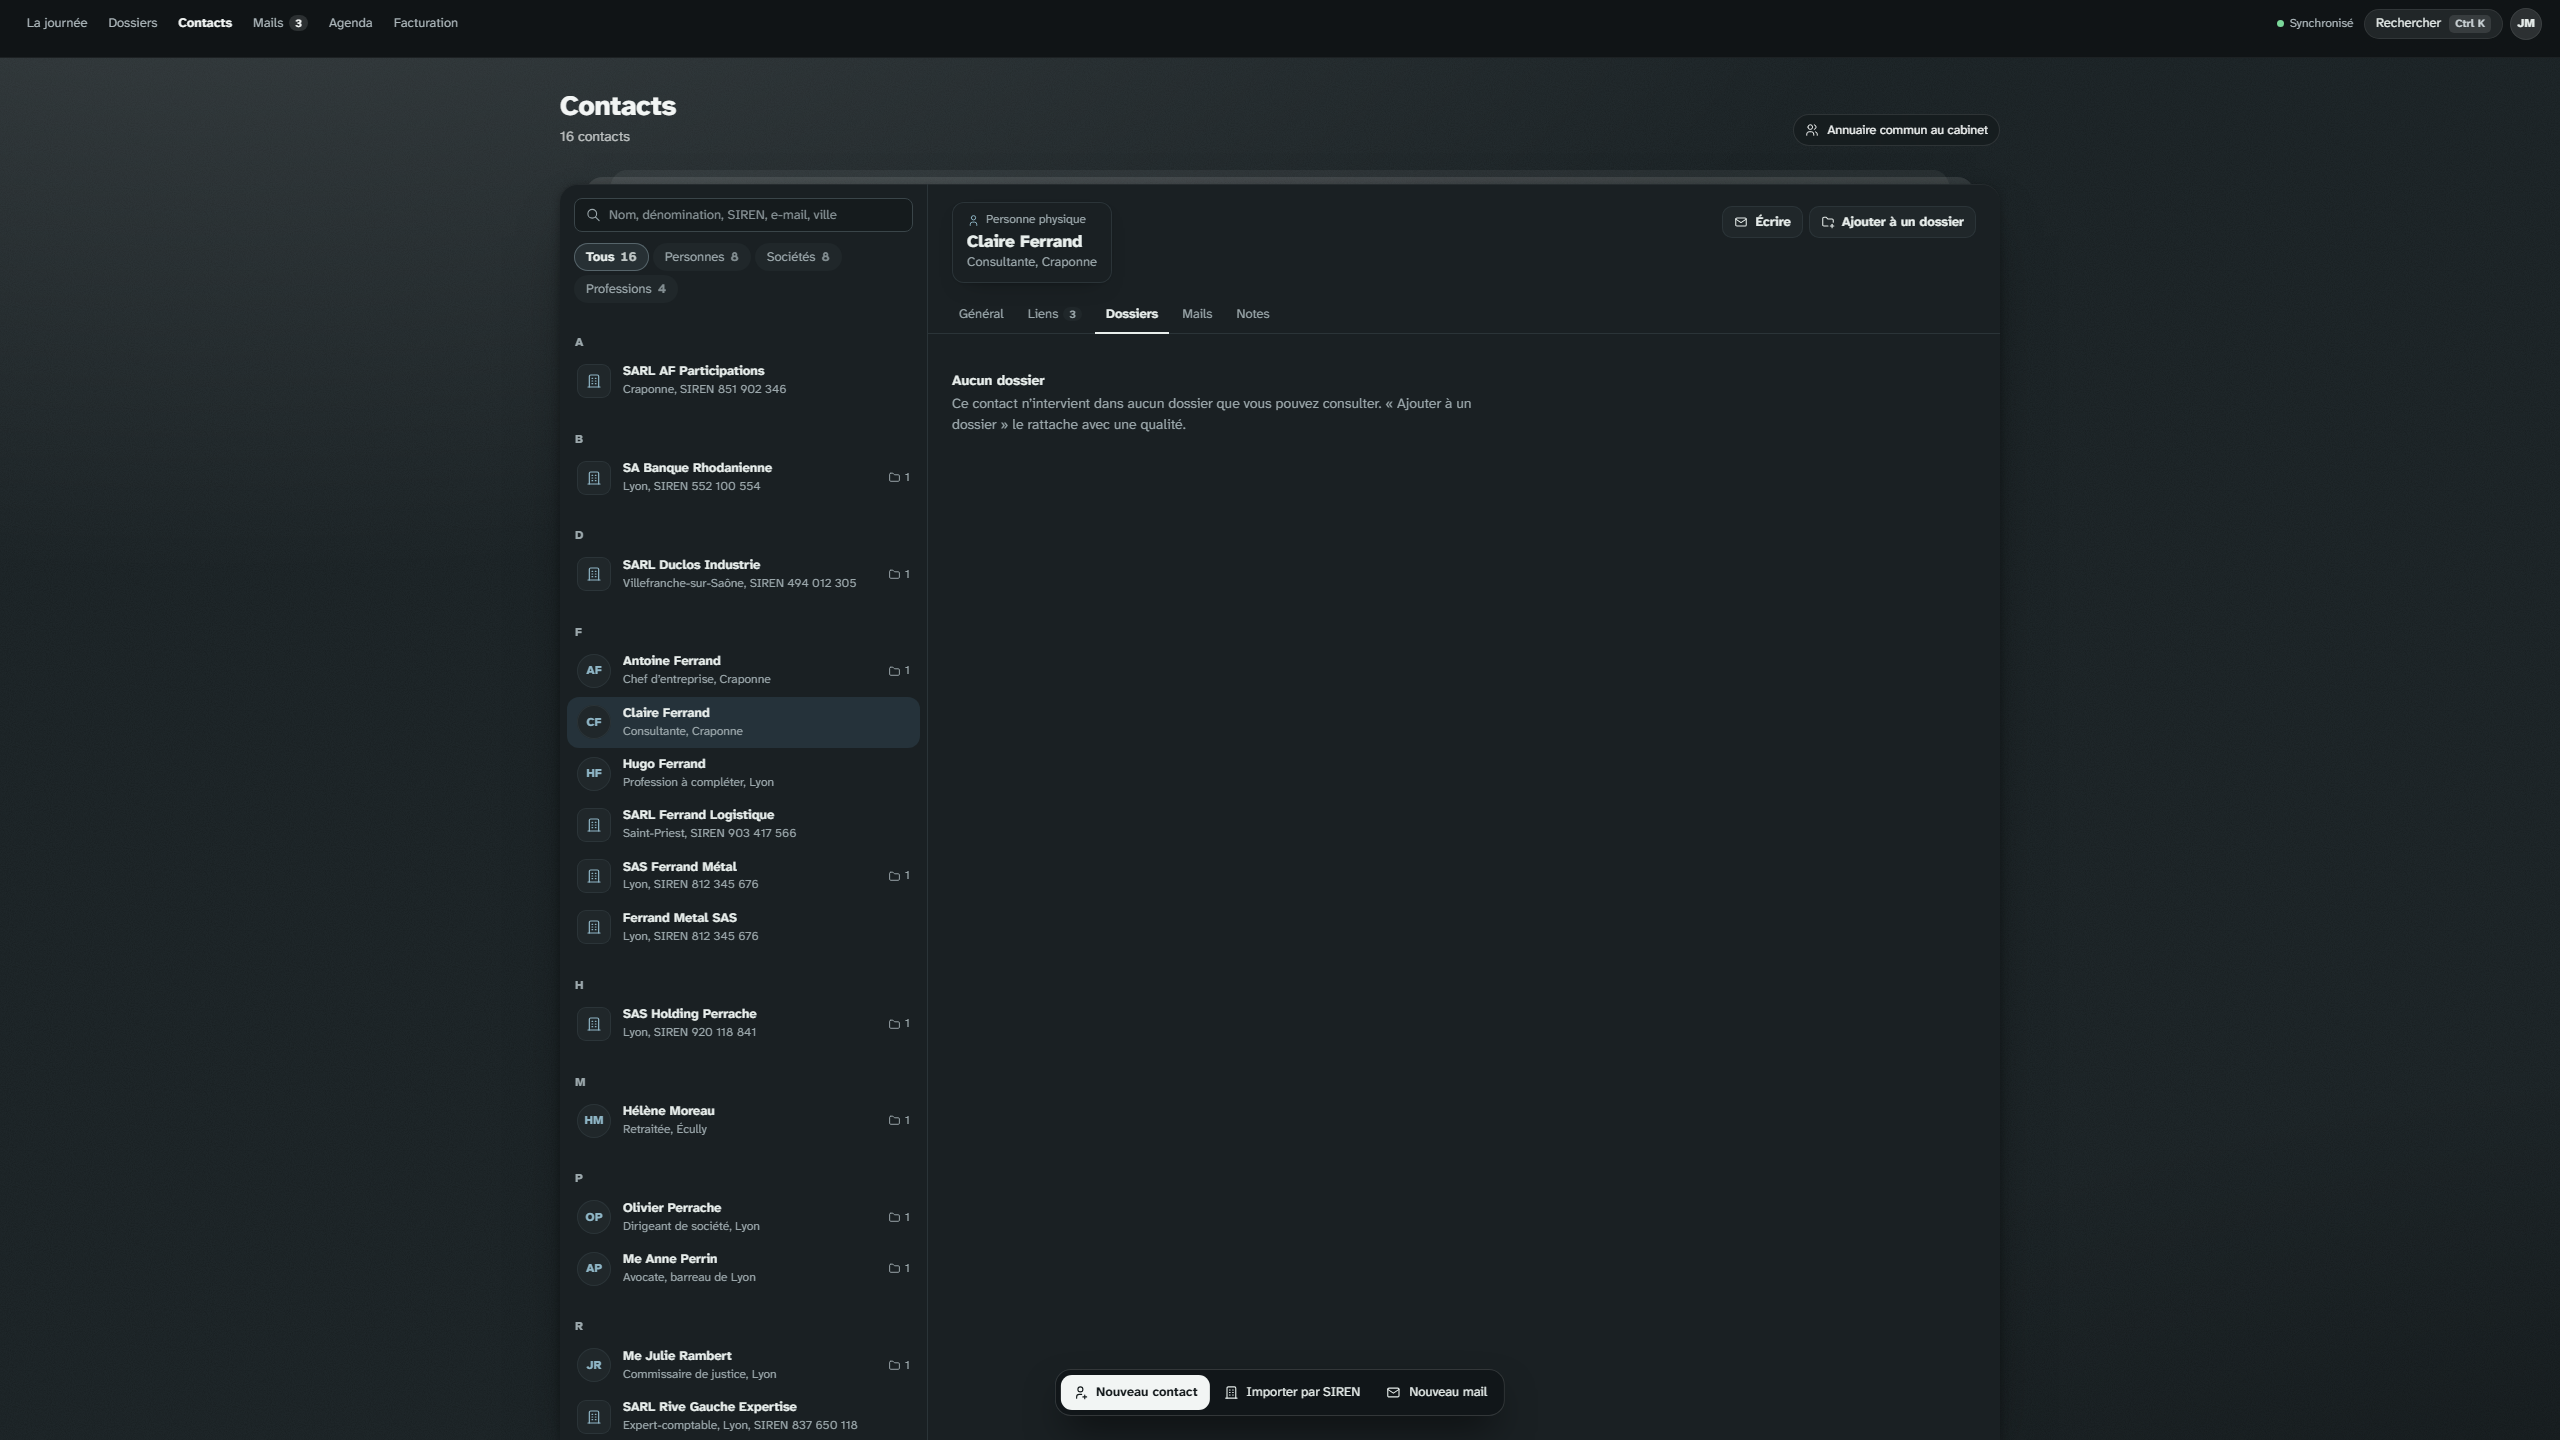 La journée Dossiers Contacts Mails 3 Agenda Facturation Synchronisé Rechercher Ctrl K JM
Contacts
16 contacts
Annuaire commun au cabinet
Nom, dénomination, SIREN, e-mail, ville
Tous 16 Personnes 8 Sociétés 8
Professions 4
A
SARL AF Participations
Craponne, SIREN 851 902 346
B
SA Banque Rhodanienne
Lyon, SIREN 552 100 554
1
D
SARL Duclos Industrie
Villefranche-sur-Saône, SIREN 494 012 305
1
F
AF
Antoine Ferrand
Chef d'entreprise, Craponne
1
CF
Claire Ferrand
Consultante, Craponne
HF
Hugo Ferrand
Profession à compléter, Lyon
SARL Ferrand Logistique
Saint-Priest, SIREN 903 417 566
SAS Ferrand Métal
Lyon, SIREN 812 345 676
1
Ferrand Metal SAS
Lyon, SIREN 812 345 676
H
SAS Holding Perrache
Lyon, SIREN 920 118 841
1
M
HM
Hélène Moreau
Retraitée, Écully
1
P
OP
Olivier Perrache
Dirigeant de société, Lyon
1
AP
Me Anne Perrin
Avocate, barreau de Lyon
1
R
JR
Me Julie Rambert
Commissaire de justice, Lyon
1
SARL Rive Gauche Expertise
Expert-comptable, Lyon, SIREN 837 650 118
Personne physique
Claire Ferrand
Consultante, Craponne
Écrire Ajouter à un dossier
Général Liens 3 Dossiers Mails Notes
Aucun dossier
Ce contact n'intervient dans aucun dossier que vous pouvez consulter. « Ajouter à un
dossier » le rattache avec une qualité.
Nouveau contact Importer par SIREN Nouveau mail